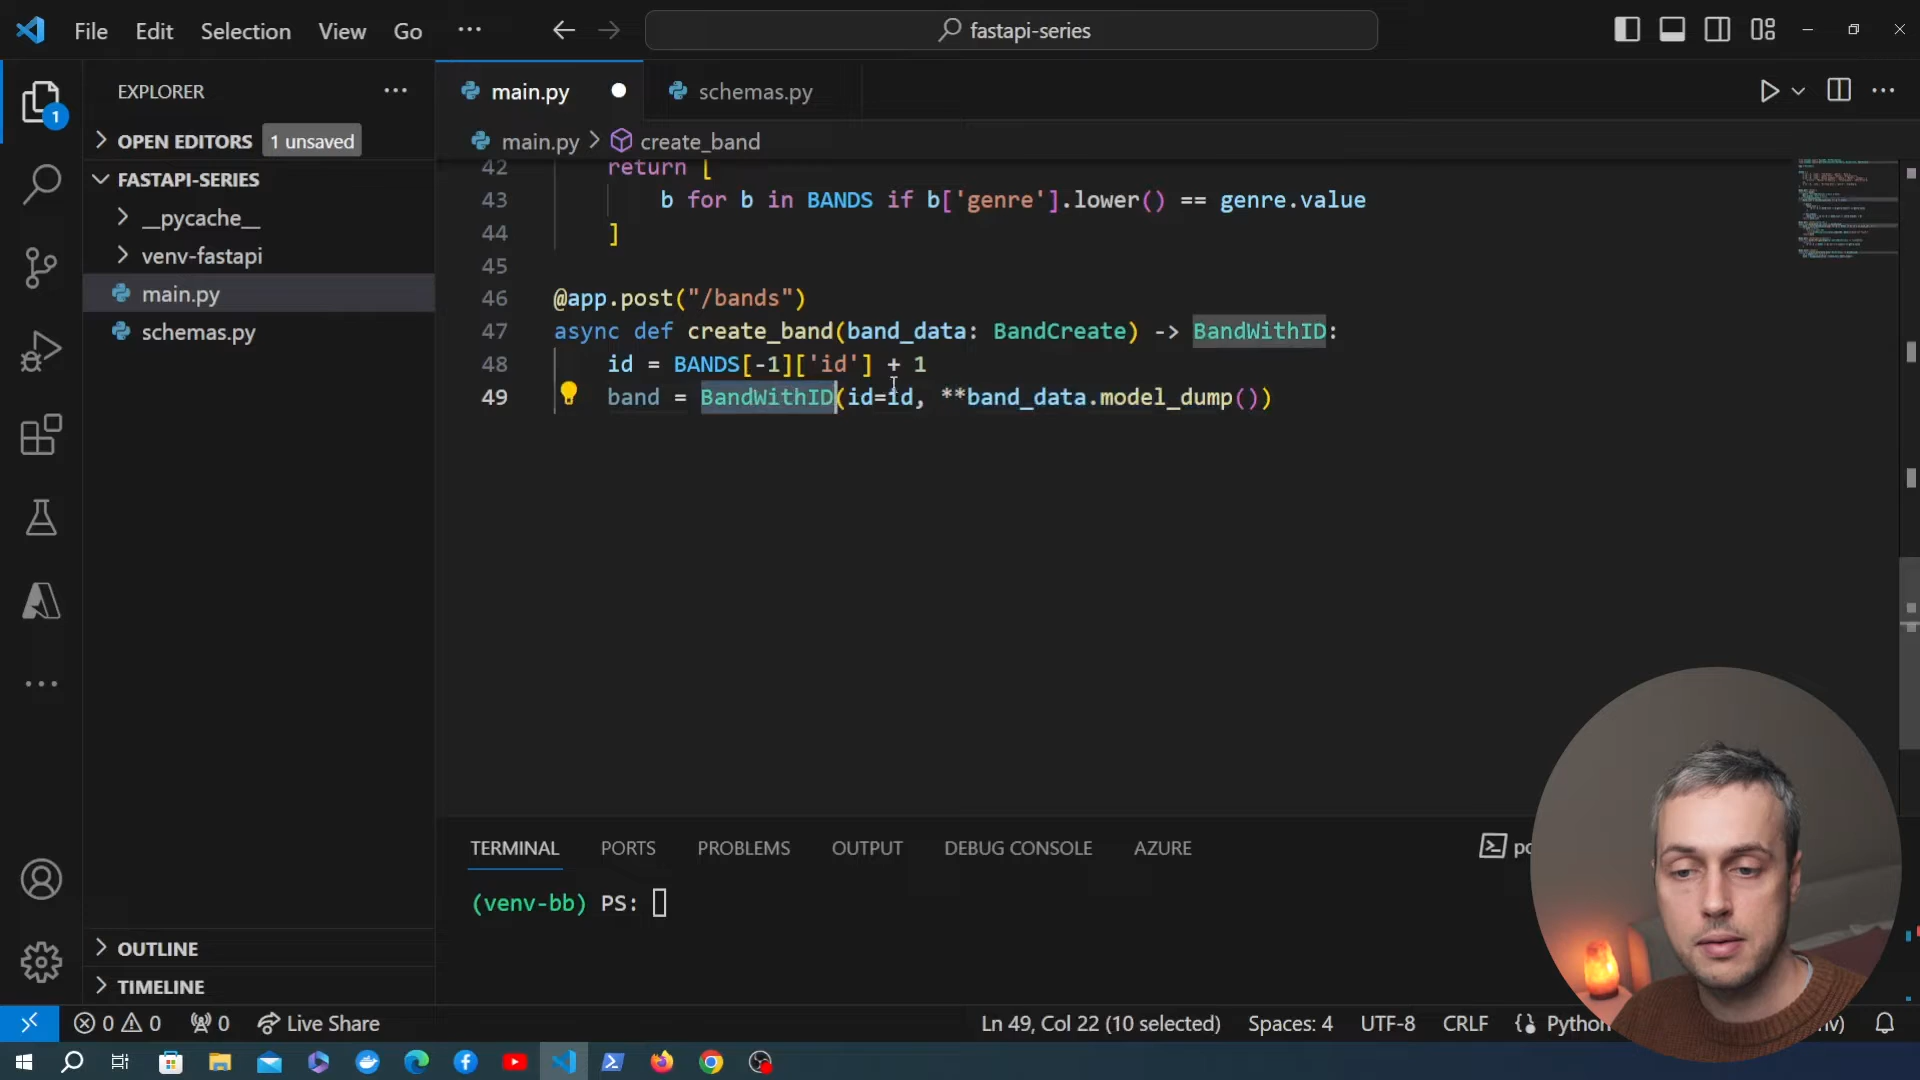 File Edit Selection View Go ··· fastapi-series
EXPLORER ···
OPEN EDITORS 1 unsaved
FASTAPI-SERIES
__pycache__
venv-fastapi
main.py
schemas.py
OUTLINE
TIMELINE
main.py schemas.py
main.py > create_band
42 return [
43 b for b in BANDS if b['genre'].lower() == genre.value
44 ]
45
46 @app.post("/bands")
47 async def create_band(band_data: BandCreate) -> BandWithID:
48 id = BANDS[-1]['id'] + 1
49 band = BandWithID(id=id, **band_data.model_dump())
TERMINAL PORTS PROBLEMS OUTPUT DEBUG CONSOLE AZURE
(venv-bb) PS:
0 0 0 Live Share Ln 49, Col 22 (10 selected) Spaces: 4 UTF-8 CRLF
1